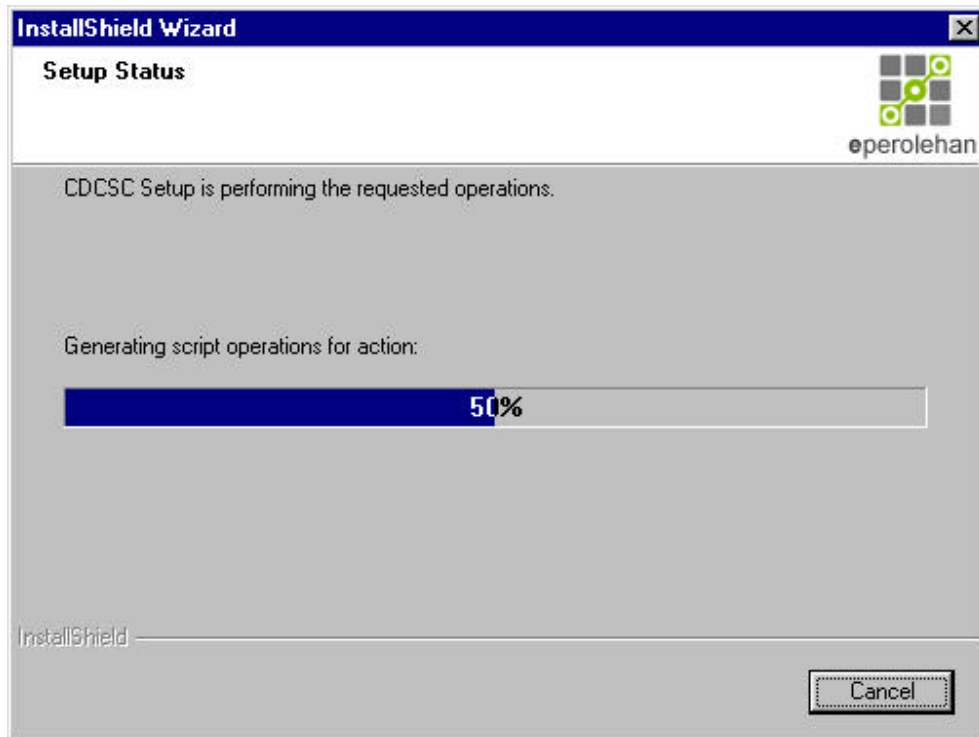 InstallShield Wizard
Setup Status
eperolehan
CDCSC Setup is performing the requested operations.
Generating script operations for action:
50%
InstallShield
Cancel